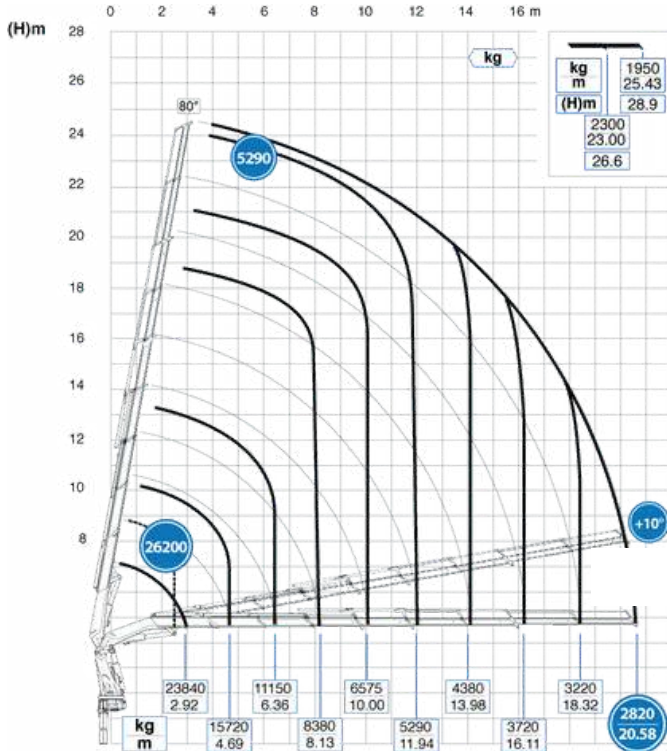 0 2 4 6 8 10 12 14 16 m
(H)m
28
26
24
22
20
18
16
14
12
10
8
kg
kg 1950
m 25.43
(H)m 28.9
2300
23.00
26.6
80°
5290
26200
+10°
23840 11150 6575 4380 3220
2.92 6.36 10.00 13.98 18.32
kg 15720 8380 5290 3720 2820
m 4.69 8.13 11.94 16.11 20.58